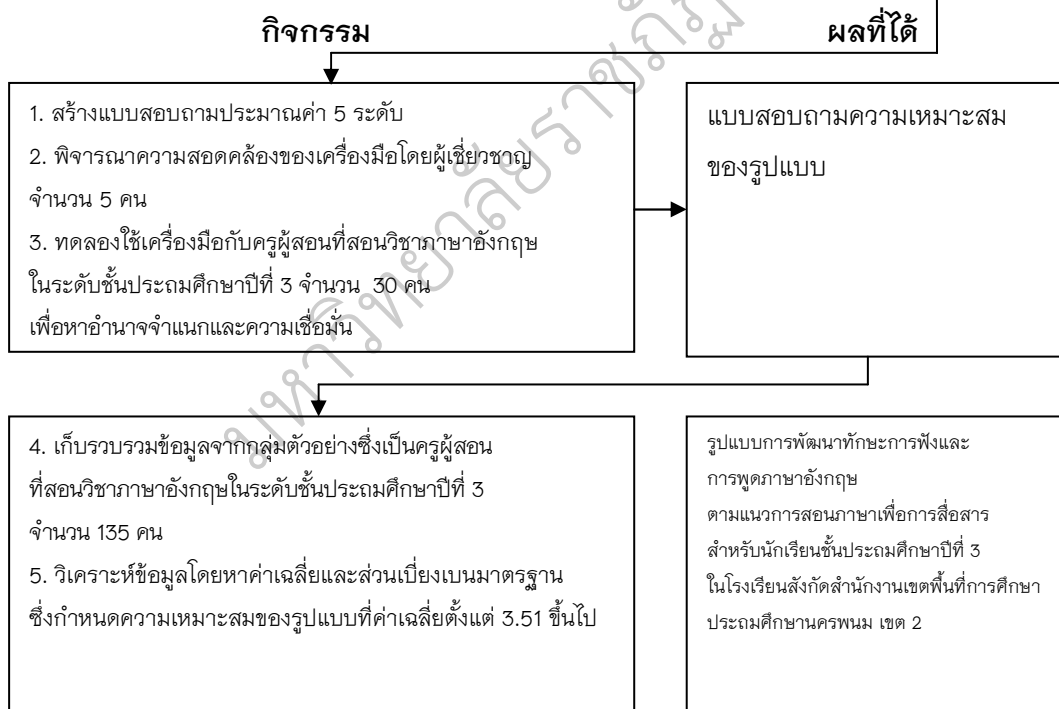 กิจกรรม
ผลที่ได้
1. สร้างแบบสอบถามประมาณค่า 5 ระดับ
2. พิจารณาความสอดคล้องของเครื่องมือโดยผู้เชี่ยวชาญ
จำนวน 5 คน
3. ทดลองใช้เครื่องมือกับครูผู้สอนที่สอนวิชาภาษาอังกฤษ
ในระดับชั้นประถมศึกษาปีที่ 3 จำนวน 30 คน
เพื่อหาอำนาจจำแนกและความเชื่อมั่น
แบบสอบถามความเหมาะสม
ของรูปแบบ
4. เก็บรวบรวมข้อมูลจากกลุ่มตัวอย่างซึ่งเป็นครูผู้สอน
ที่สอนวิชาภาษาอังกฤษในระดับชั้นประถมศึกษาปีที่ 3
จำนวน 135 คน
5. วิเคราะห์ข้อมูลโดยหาค่าเฉลี่ยและส่วนเบี่ยงเบนมาตรฐาน
ซึ่งกำหนดความเหมาะสมของรูปแบบที่ค่าเฉลี่ยตั้งแต่ 3.51 ขึ้นไป
รูปแบบการพัฒนาทักษะการฟังและ
การพูดภาษาอังกฤษ
ตามแนวการสอนภาษาเพื่อการสื่อสาร
สำหรับนักเรียนชั้นประถมศึกษาปีที่ 3
ในโรงเรียนสังกัดสำนักงานเขตพื้นที่การศึกษา
ประถมศึกษานครพนม เขต 2
มหาวิทยาลัยราชภัฏ